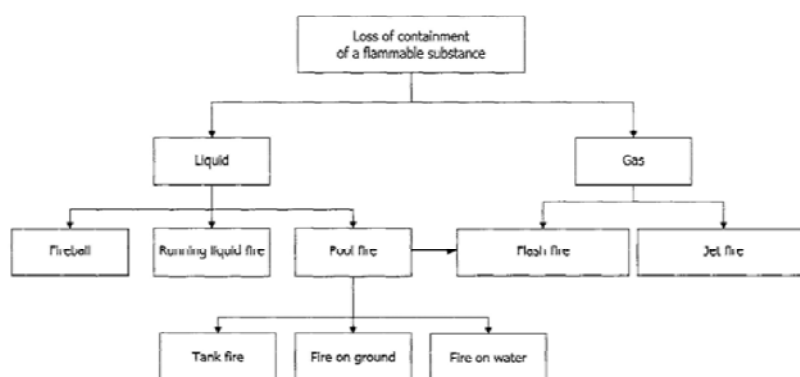 Loss of containment
of a flammable substance
Liquid
Gas
Fireball
Running liquid fire
Pool fire
Flash fire
Jet fire
Tank fire
Fire on ground
Fire on water